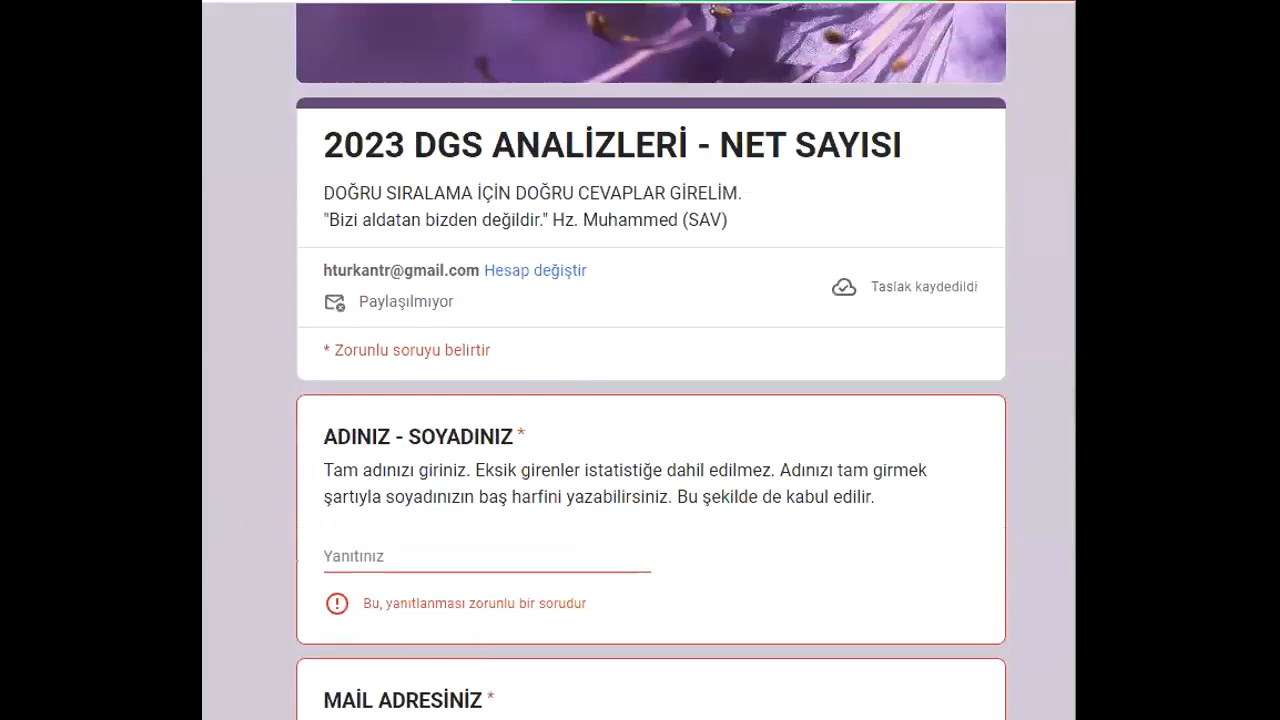 2023 DGS ANALİZLERİ - NET SAYISI
DOĞRU SIRALAMA İÇİN DOĞRU CEVAPLAR GİRELİM.
"Bizi aldatan bizden değildir." Hz. Muhammed (SAV)
hturkantr@gmail.com Hesap değiştir
Taslak kaydedildi
Paylaşılmıyor
* Zorunlu soruyu belirtir
ADINIZ - SOYADINIZ *
Tam adınızı giriniz. Eksik girenler istatistiğe dahil edilmez. Adınızı tam girmek
şartıyla soyadınızın baş harfini yazabilirsiniz. Bu şekilde de kabul edilir.
Yanıtınız
Bu, yanıtlanması zorunlu bir sorudur
MAİL ADRESİNİZ *